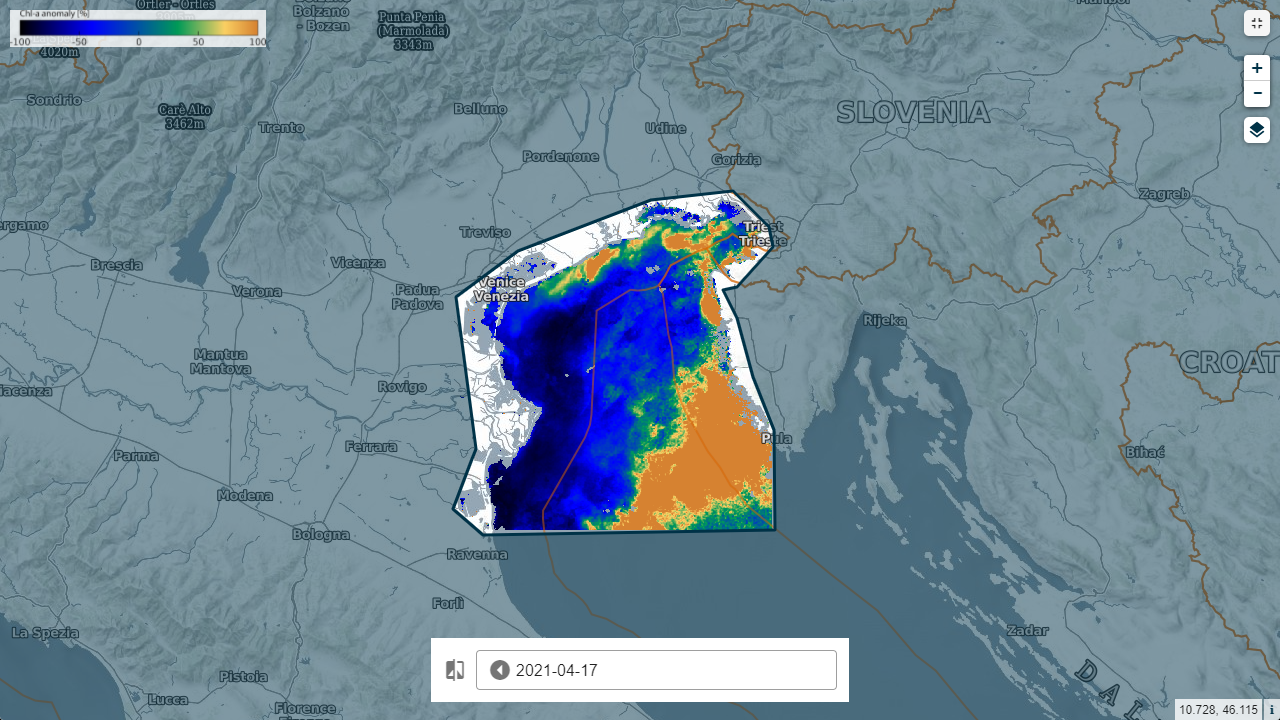 Ortler - Ortles
Chl-a anomaly [%]
-100 -50 0 50 100
4020m
Bolzano
- Bozen
Punta Penia
(Marmolada)
3343m
Sondrio
Carè Alto
3462m
Trento
Belluno
Udine
SLOVENIA
Pordenone
Gorizia
Zagreb
ergamo
Treviso
Triest
Trieste
Brescia
Vicenza
Venice
Venezia
Verona
Padua
Padova
Rijeka
Mantua
Mantova
CROAT
iacenza
Rovigo
Ferrara
Pula
Parma
Bihać
Modena
Bologna
Ravenna
Forlì
La Spezia
Zadar
Pistoia
DAL
Lucca
Florence
Firenze
2021-04-17
+
−
10.728, 46.115
i